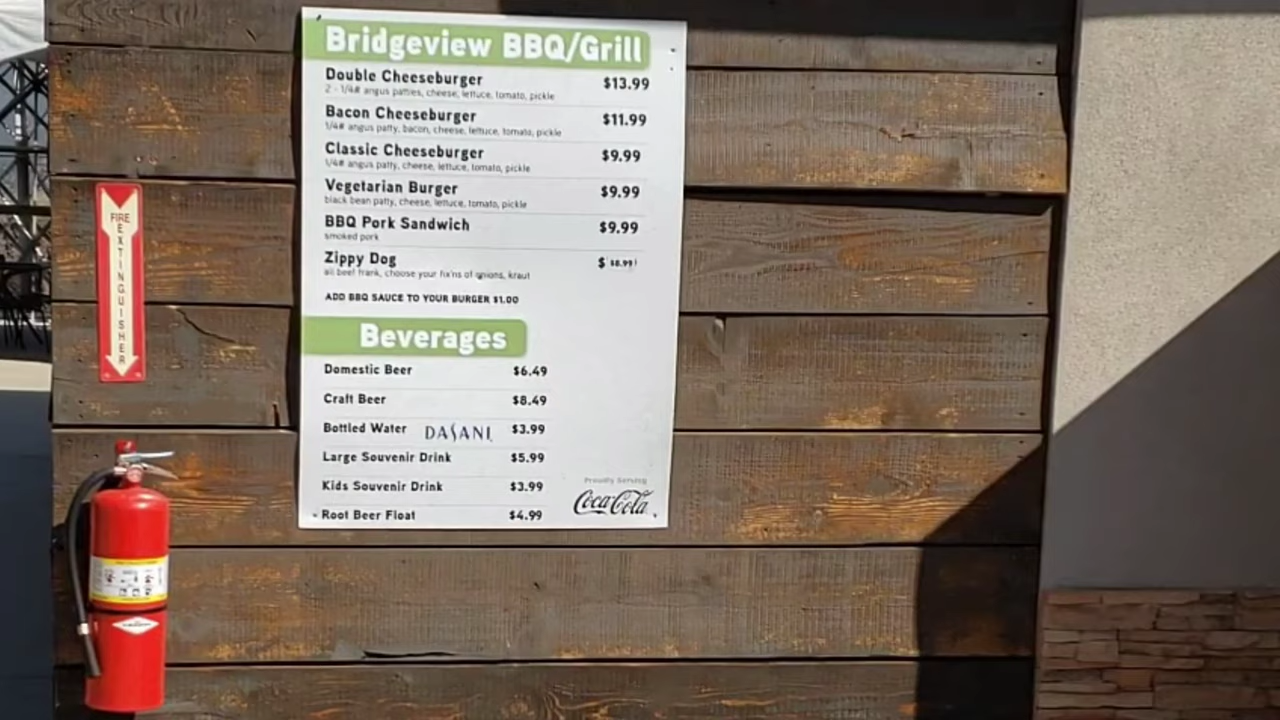 Bridgeview BBQ/Grill
Double Cheeseburger $13.99
2 - 1/4# angus patties, cheese, lettuce, tomato, pickle
Bacon Cheeseburger $11.99
1/4# angus patty, bacon, cheese, lettuce, tomato, pickle
Classic Cheeseburger $9.99
1/4# angus patty, cheese, lettuce, tomato, pickle
Vegetarian Burger $9.99
black bean patty, cheese, lettuce, tomato, pickle
BBQ Pork Sandwich $9.99
smoked pork
Zippy Dog $ $8.99
all beef frank, choose your fix'ns of onions, kraut
ADD BBQ SAUCE TO YOUR BURGER $1.00
Beverages
Domestic Beer $6.49
Craft Beer $8.49
Bottled Water DASANI $3.99
Large Souvenir Drink $5.99
Kids Souvenir Drink $3.99
Root Beer Float $4.99
Proudly Serving
Coca-Cola
FIRE
EXTINGUISHER